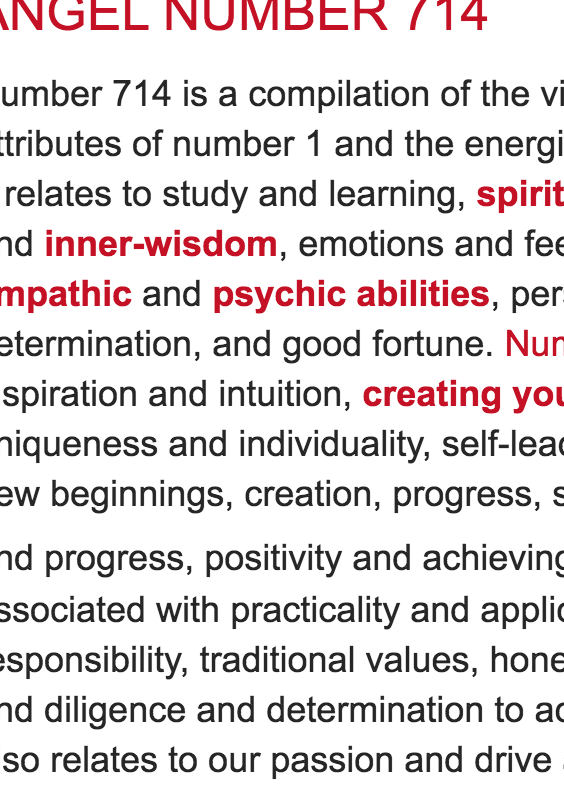 ANGEL NUMBER 714
umber 714 is a compilation of the vi
ttributes of number 1 and the energi
relates to study and learning, spirit
nd inner-wisdom, emotions and fee
mpathic and psychic abilities, per
etermination, and good fortune. Num
spiration and intuition, creating you
niqueness and individuality, self-lead
ew beginnings, creation, progress, s
nd progress, positivity and achieving
ssociated with practicality and applic
esponsibility, traditional values, hone
nd diligence and determination to ac
so relates to our passion and drive